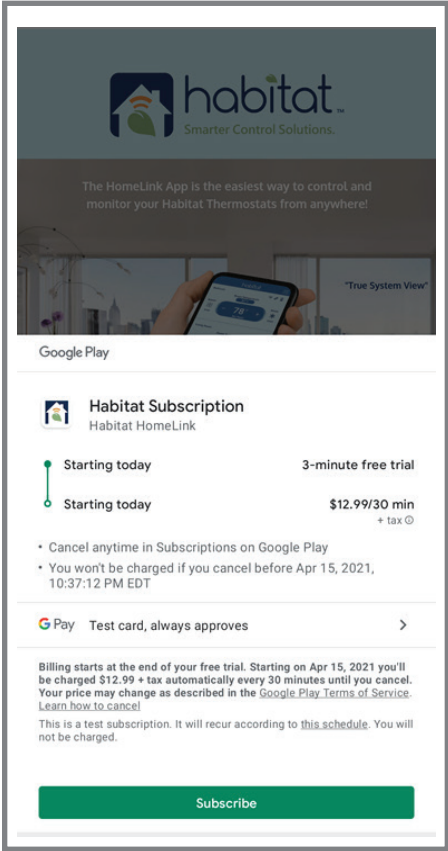 habitat™
Smarter Control Solutions.
The HomeLink App is the easiest way to control and
monitor your Habitat Thermostats from anywhere!
"True System View"
78°
Google Play
Habitat Subscription
Habitat HomeLink
Starting today 3-minute free trial
Starting today $12.99/30 min
+ tax
• Cancel anytime in Subscriptions on Google Play
• You won't be charged if you cancel before Apr 15, 2021,
10:37:12 PM EDT
G Pay Test card, always approves
Billing starts at the end of your free trial. Starting on Apr 15, 2021 you'll
be charged $12.99 + tax automatically every 30 minutes until you cancel.
Your price may change as described in the Google Play Terms of Service.
Learn how to cancel
This is a test subscription. It will recur according to this schedule. You will
not be charged.
Subscribe